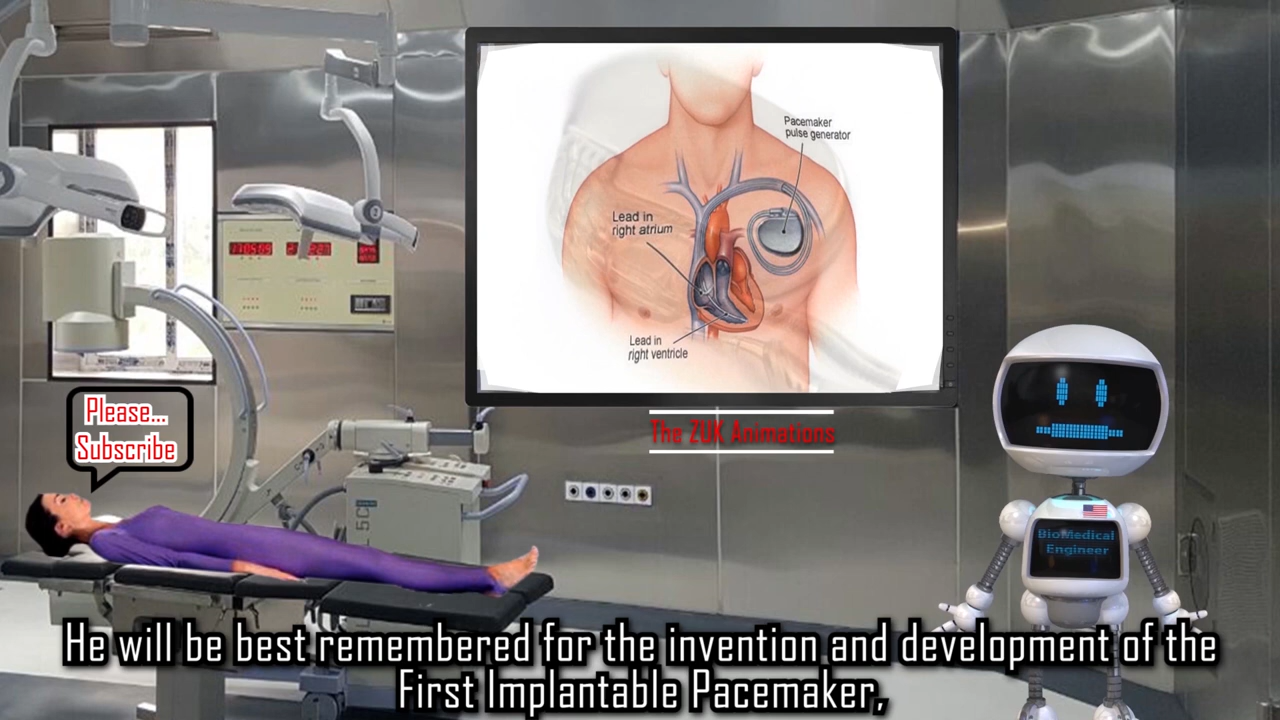 Pacemaker
pulse generator
Lead in
right atrium
Lead in
right ventricle
Please...
Subscribe
The ZUK Animations
BioMedical
Engineer
He will be best remembered for the invention and development of the
First Implantable Pacemaker,